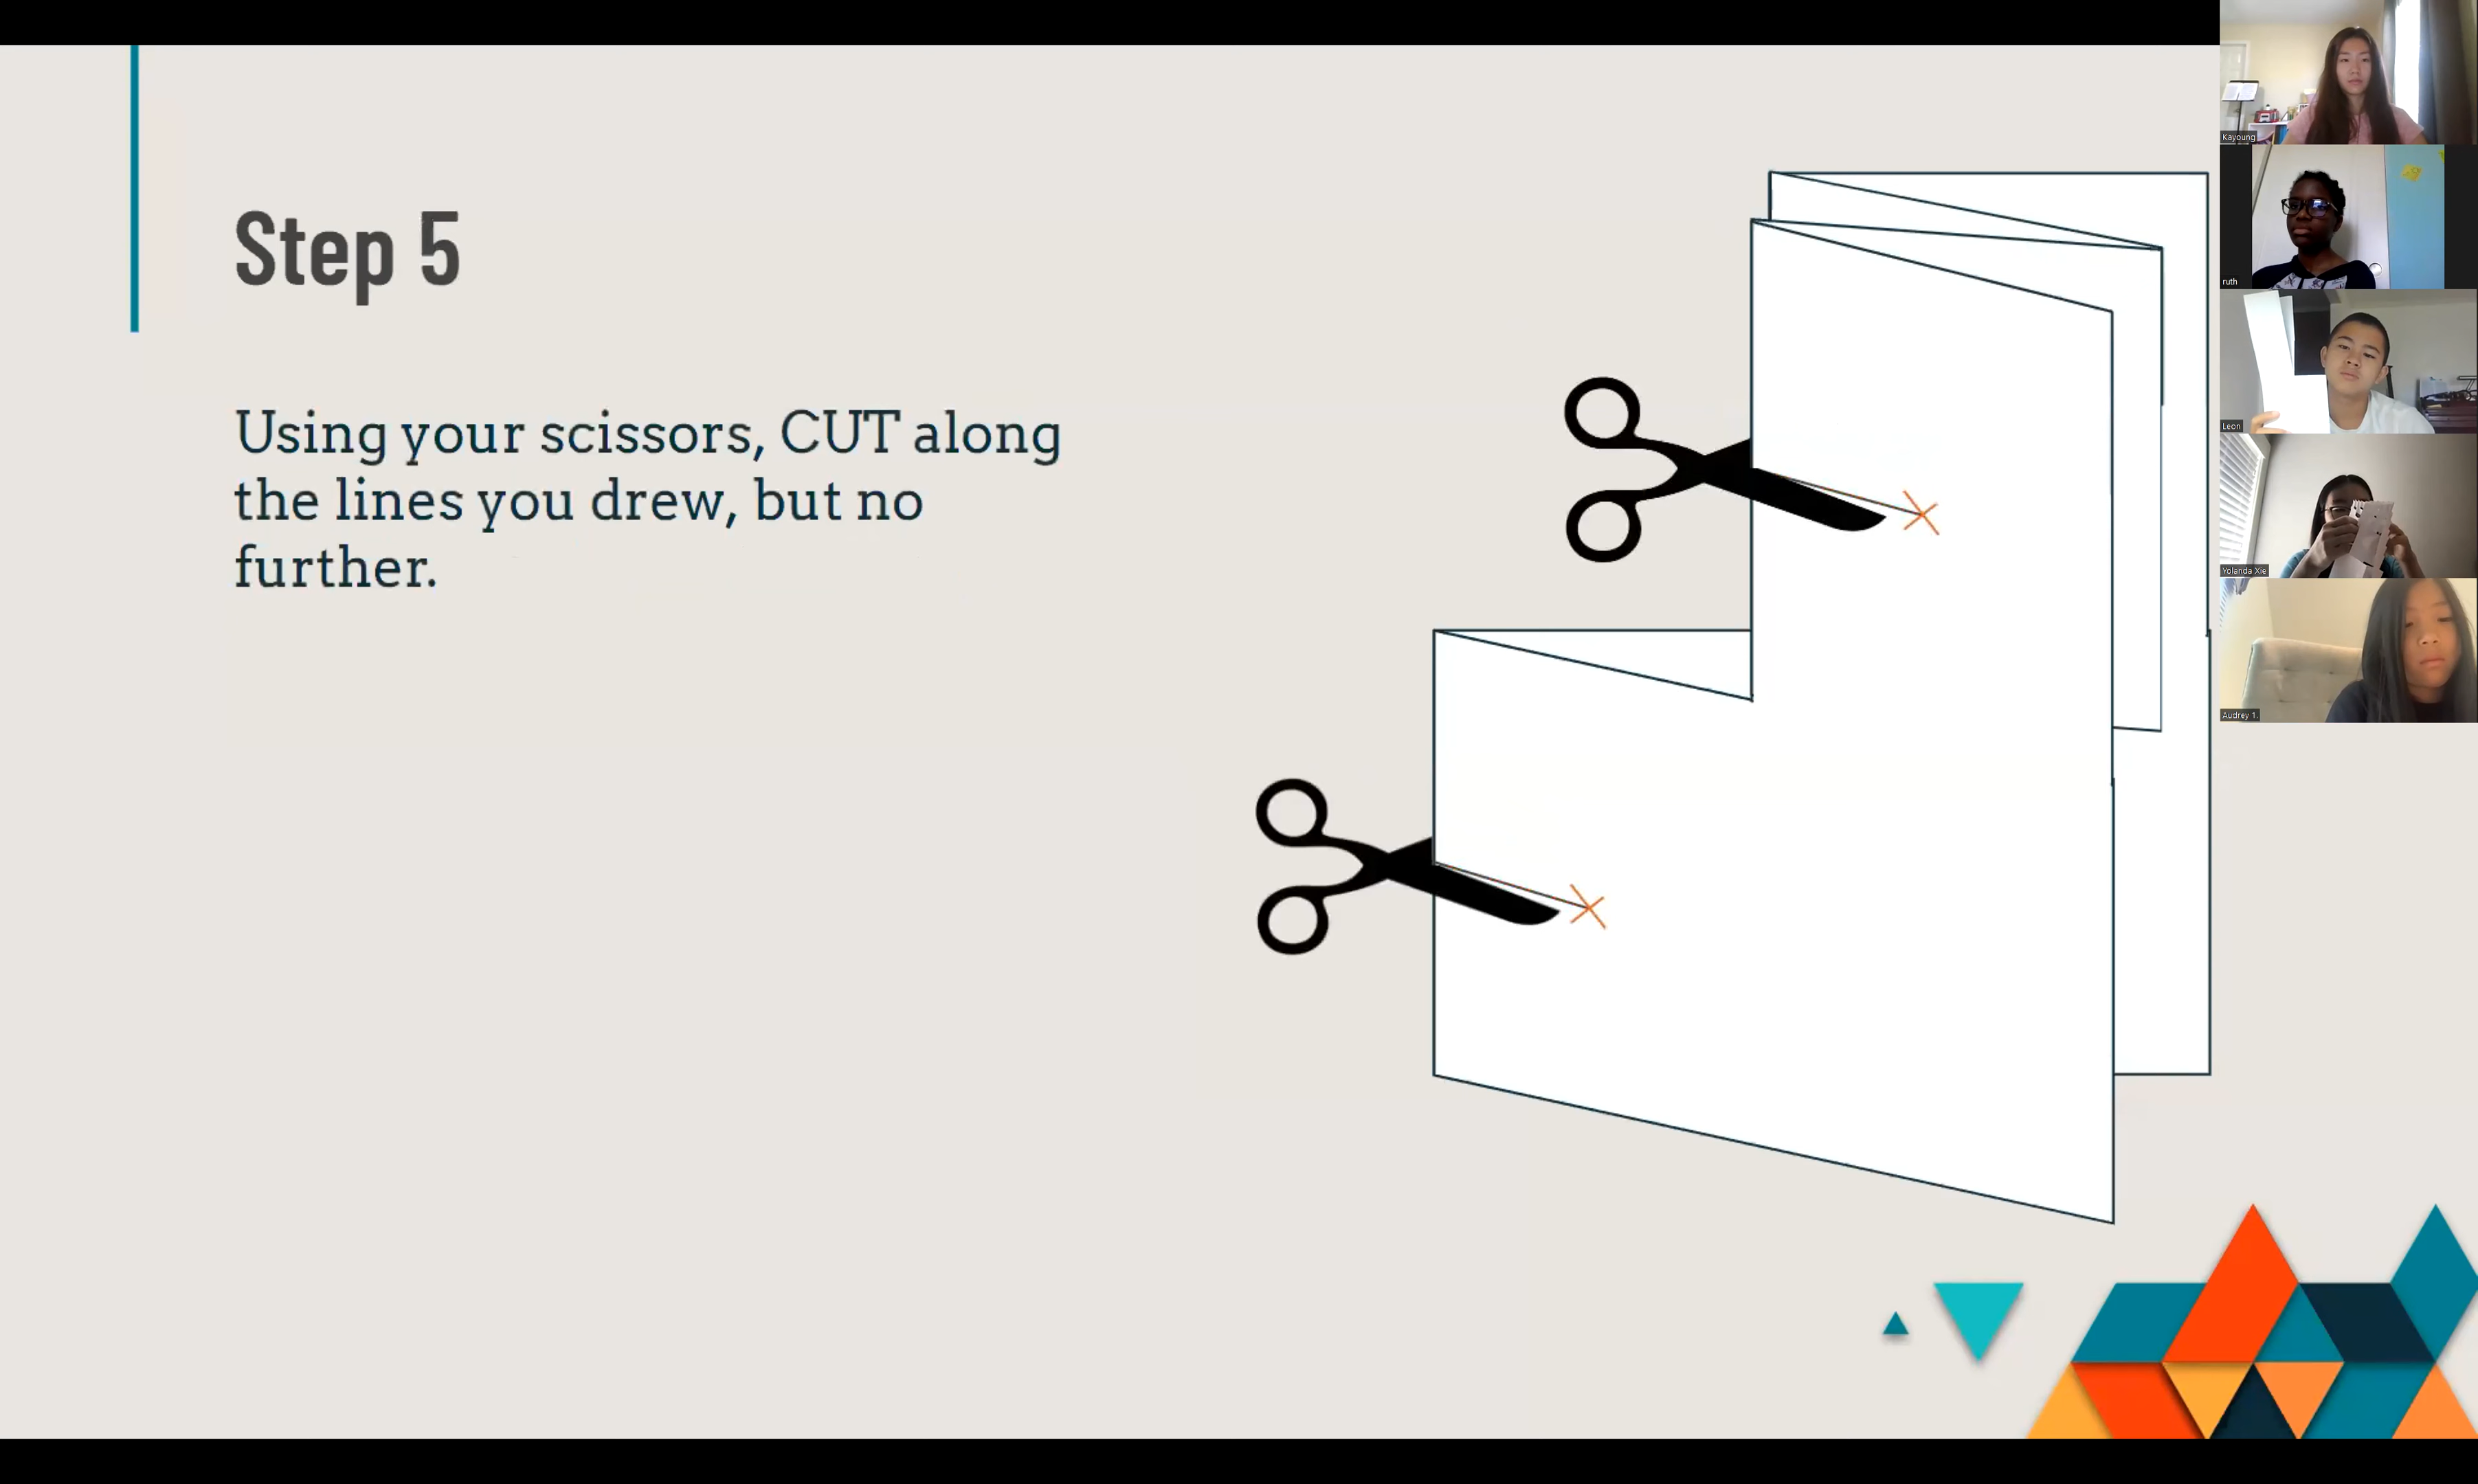 Step 5
Using your scissors, CUT along
the lines you drew, but no
further.
Kayoung
ruth
Leon
Yolanda Xie
Audrey 1.